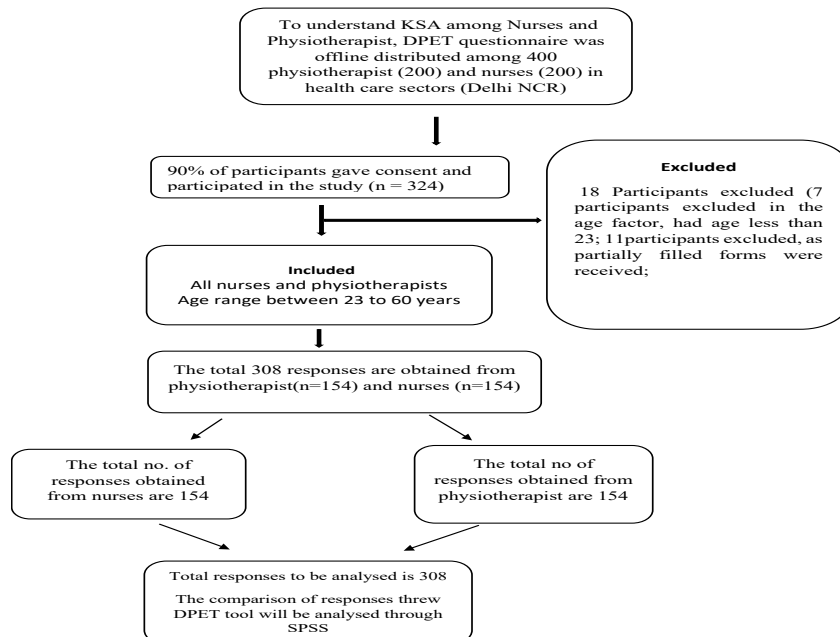 To understand KSA among Nurses and
Physiotherapist, DPET questionnaire was
offline distributed among 400
physiotherapist (200) and nurses (200) in
health care sectors (Delhi NCR)
90% of participants gave consent and
participated in the study (n = 324)
Excluded
18 Participants excluded (7
participants excluded in the
age factor, had age less than
23; 11participants excluded, as
partially filled forms were
received;
Included
All nurses and physiotherapists
Age range between 23 to 60 years
The total 308 responses are obtained from
physiotherapist(n=154) and nurses (n=154)
The total no. of
responses obtained
from nurses are 154
The total no of
responses obtained from
physiotherapist are 154
Total responses to be analysed is 308
The comparison of responses threw
DPET tool will be analysed through
SPSS